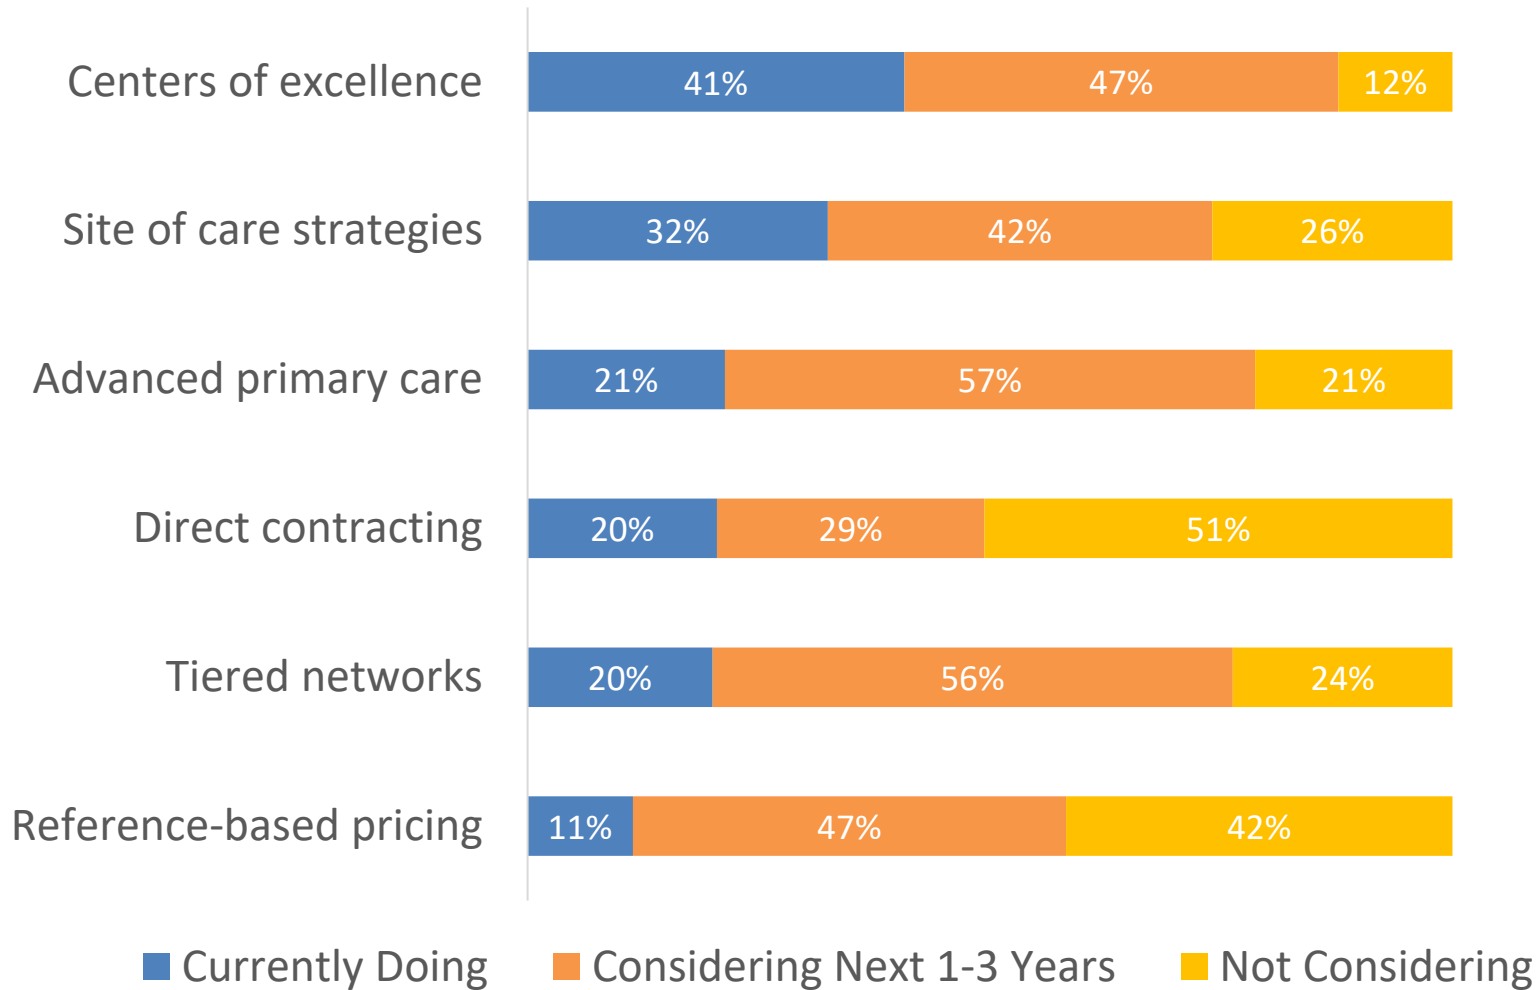 Centers of excellence 41% 47% 12%
Site of care strategies 32% 42% 26%
Advanced primary care 21% 57% 21%
Direct contracting 20% 29% 51%
Tiered networks 20% 56% 24%
Reference-based pricing 11% 47% 42%
Currently Doing Considering Next 1-3 Years Not Considering